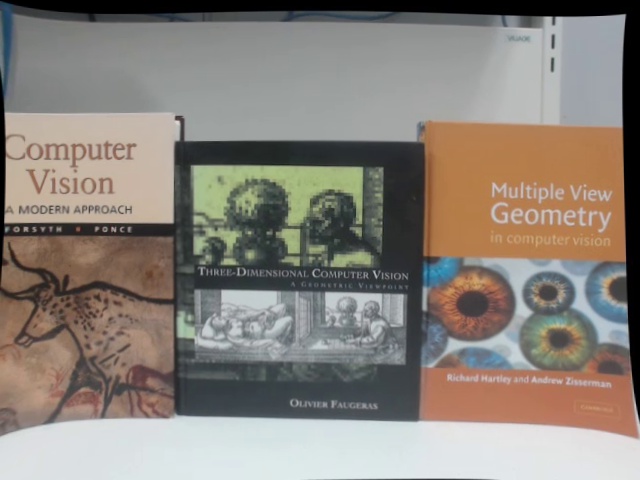 Computer
Vision
A MODERN APPROACH
FORSYTH PONCE
THREE-DIMENSIONAL COMPUTER VISION
A GEOMETRIC VIEWPOINT
OLIVIER FAUGERAS
Multiple View
Geometry
in computer vision
Richard Hartley and Andrew Zisserman
CAMBRIDGE